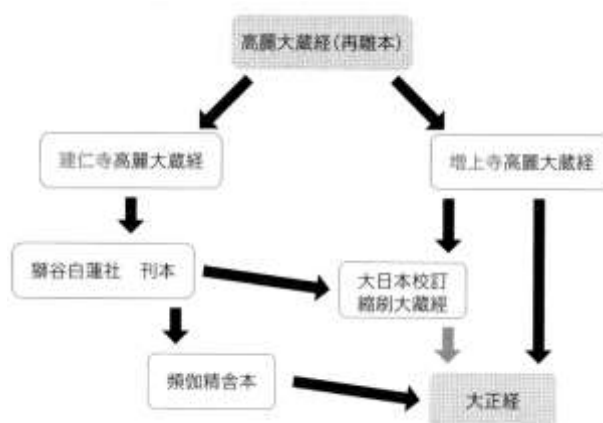 高麗大蔵経(再雕本)
建仁寺高麗大蔵経
増上寺高麗大蔵経
獅谷白蓮社 刊本
大日本校訂
縮刷大蔵経
頻伽精舎本
大正経